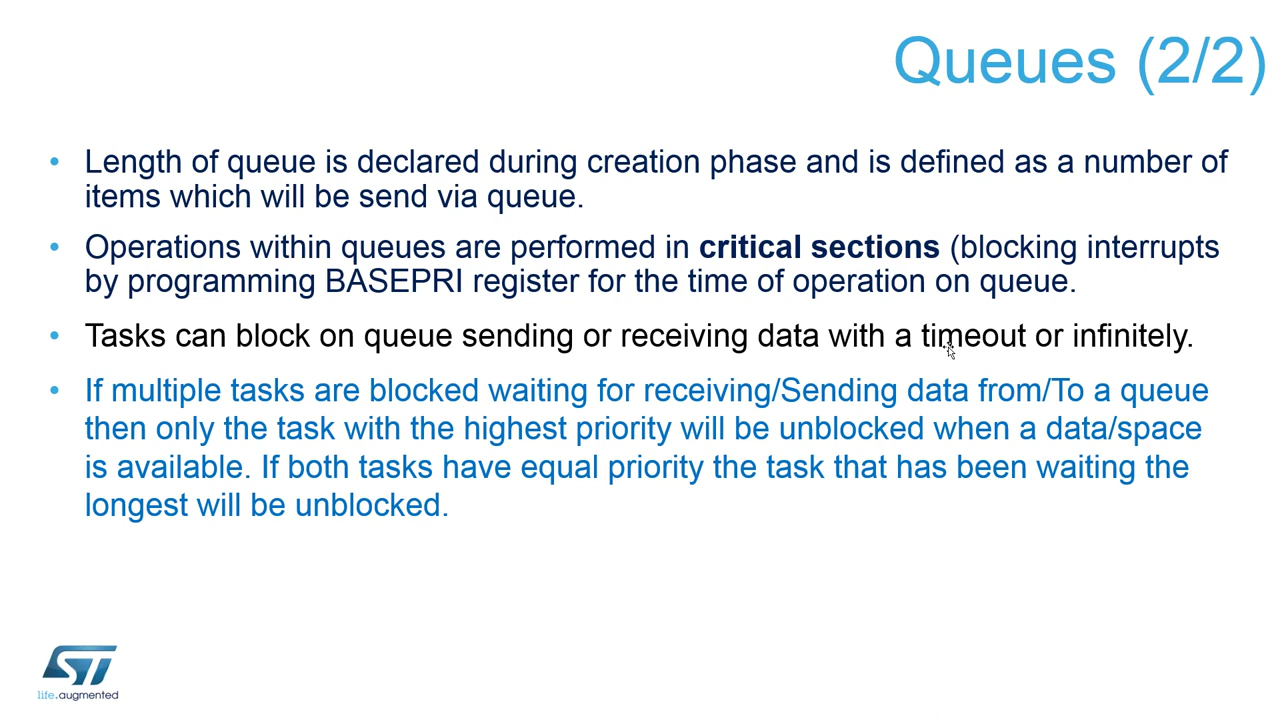 Queues (2/2)
• Length of queue is declared during creation phase and is defined as a number of
items which will be send via queue.
• Operations within queues are performed in critical sections (blocking interrupts
by programming BASEPRI register for the time of operation on queue.
• Tasks can block on queue sending or receiving data with a timeout or infinitely.
• If multiple tasks are blocked waiting for receiving/Sending data from/To a queue
then only the task with the highest priority will be unblocked when a data/space
is available. If both tasks have equal priority the task that has been waiting the
longest will be unblocked.
ST
life.augmented